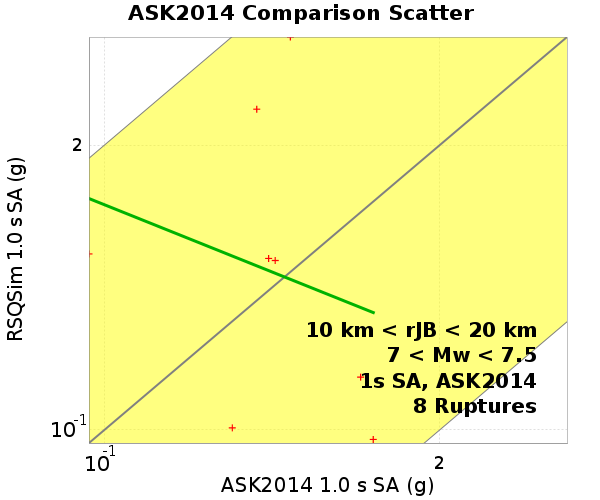 ASK2014 Comparison Scatter
RSQSim 1.0 s SA (g)
2
10-1
10 km < rJB < 20 km
7 < Mw < 7.5
1s SA, ASK2014
8 Ruptures
10-1 2
ASK2014 1.0 s SA (g)